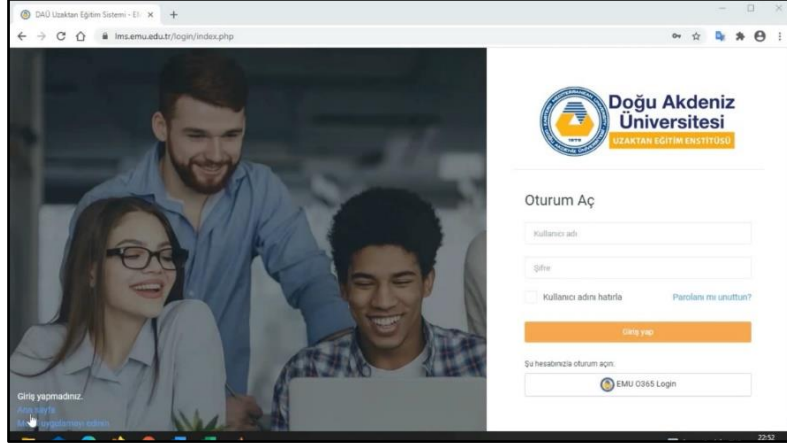 DAÜ Uzaktan Eğitim Sistemi - El
lms.emu.edu.tr/login/index.php
Doğu Akdeniz
Üniversitesi
UZAKTAN EĞİTİM ENSTİTÜSÜ
1979
Oturum Aç
Kullanıcı adı
Şifre
Kullanıcı adını hatırla
Parolanı mı unuttun?
Giriş yap
Şu hesabınızla oturum açın:
EMU O365 Login
Giriş yapmadınız.
Ana sayfa
22:52